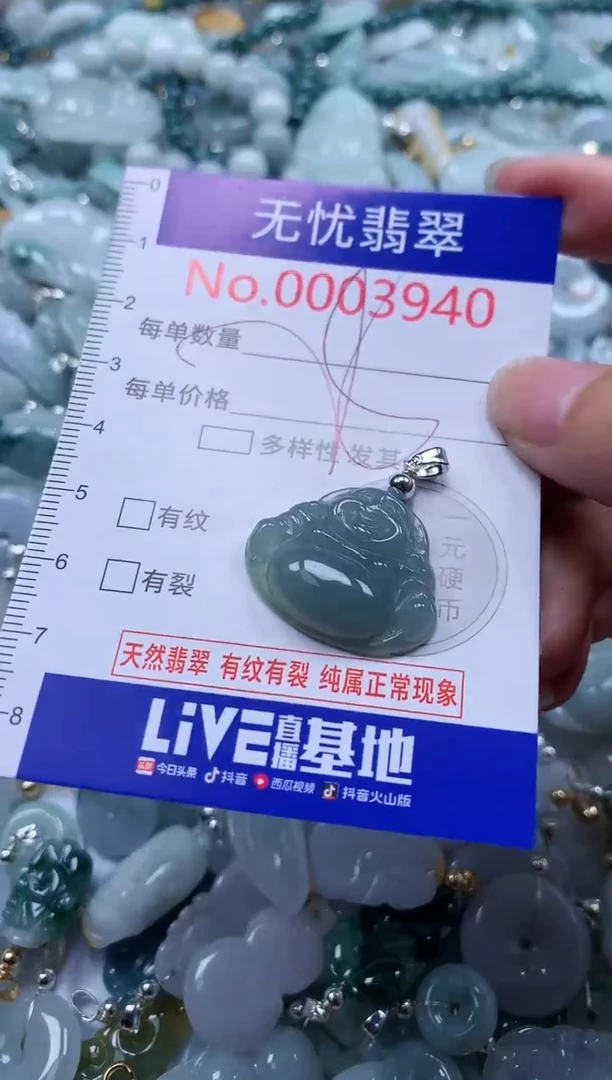 无忧翡翠
No.0003940
每单数量
每单价格
多样性 发其
有纹
有裂
一元硬币
天然翡翠 有纹有裂 纯属正常现象
LiVE直播基地
头条 今日头条 抖音 西瓜视频 抖音火山版
0
1
2
3
4
5
6
7
8